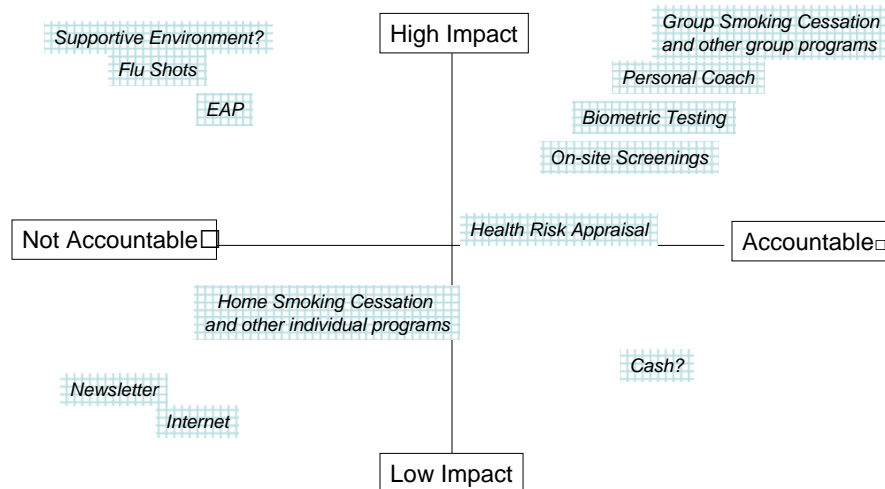 High Impact
Supportive Environment?
Flu Shots
EAP
Group Smoking Cessation
and other group programs
Personal Coach
Biometric Testing
On-site Screenings
Not Accountable
Health Risk Appraisal
Accountable
Home Smoking Cessation
and other individual programs
Cash?
Newsletter
Internet
Low Impact